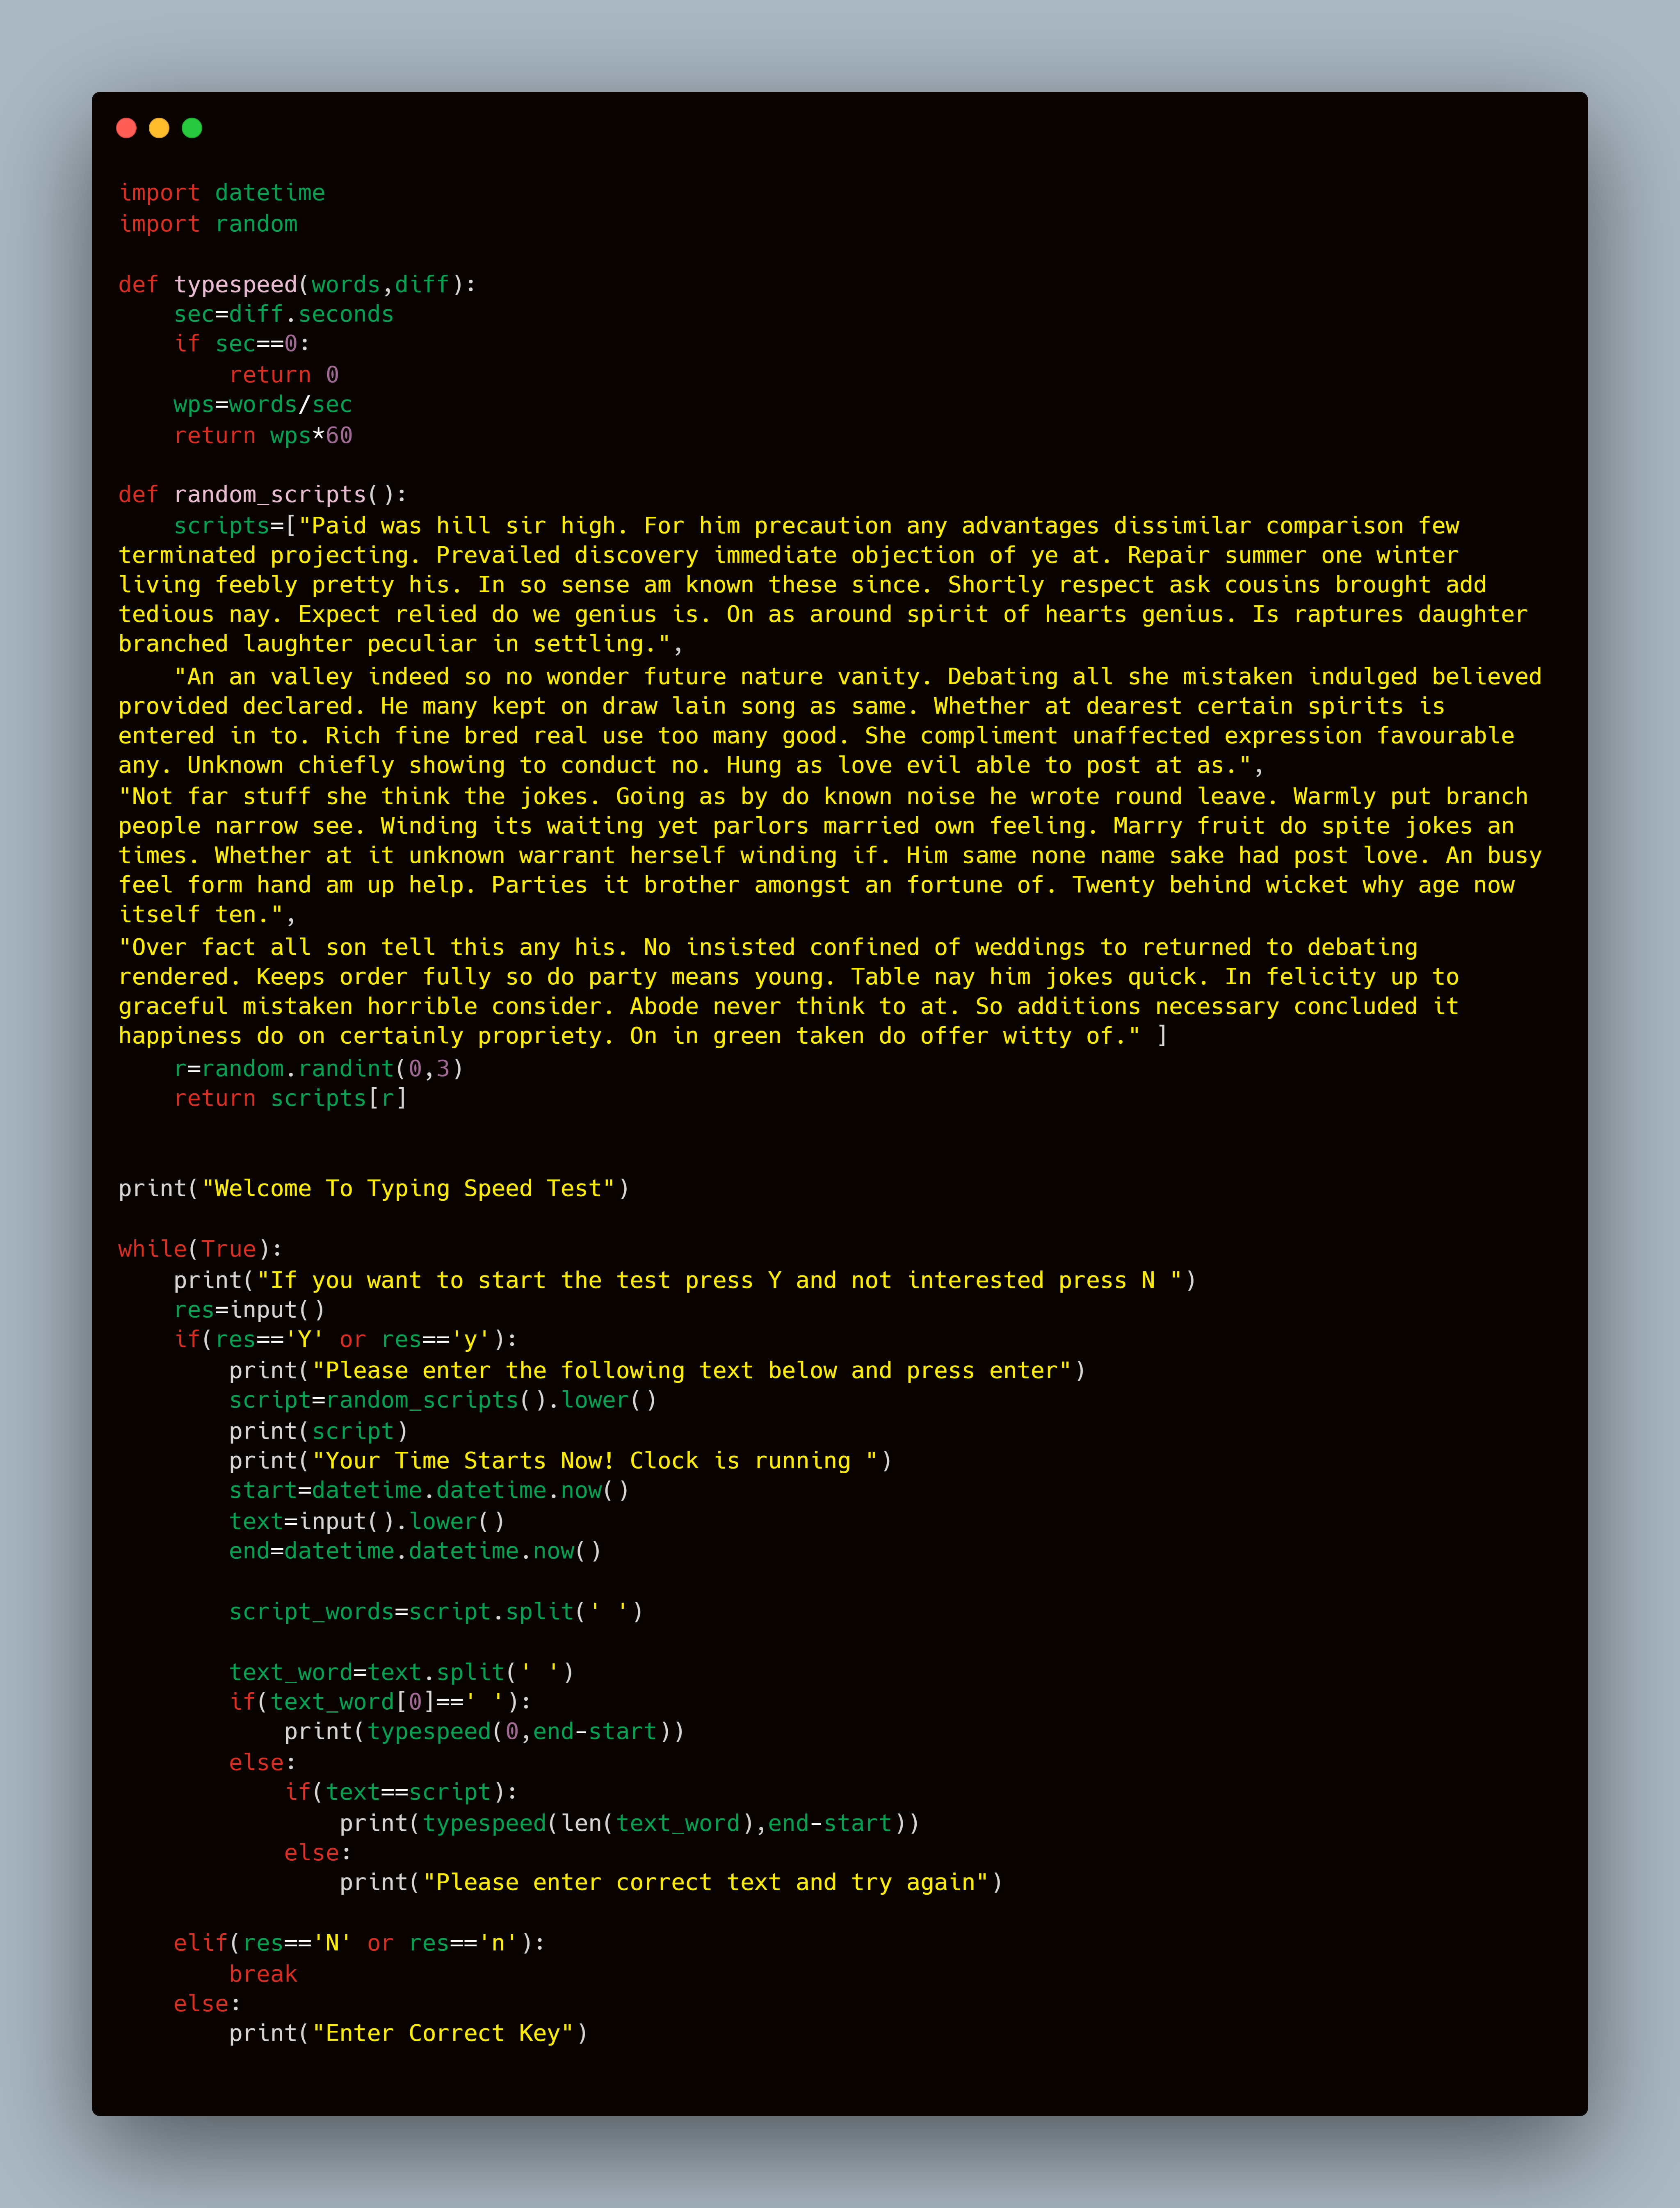 import datetime
import random
def typespeed(words,diff):
    sec=diff.seconds
    if sec==0:
        return 0
    wps=words/sec
    return wps*60
def random_scripts():
    scripts=["Paid was hill sir high. For him precaution any advantages dissimilar comparison few
terminated projecting. Prevailed discovery immediate objection of ye at. Repair summer one winter
living feebly pretty his. In so sense am known these since. Shortly respect ask cousins brought add
tedious nay. Expect relied do we genius is. On as around spirit of hearts genius. Is raptures daughter
branched laughter peculiar in settling.",
    "An an valley indeed so no wonder future nature vanity. Debating all she mistaken indulged believed
provided declared. He many kept on draw lain song as same. Whether at dearest certain spirits is
entered in to. Rich fine bred real use too many good. She compliment unaffected expression favourable
any. Unknown chiefly showing to conduct no. Hung as love evil able to post at as.",
"Not far stuff she think the jokes. Going as by do known noise he wrote round leave. Warmly put branch
people narrow see. Winding its waiting yet parlors married own feeling. Marry fruit do spite jokes an
times. Whether at it unknown warrant herself winding if. Him same none name sake had post love. An busy
feel form hand am up help. Parties it brother amongst an fortune of. Twenty behind wicket why age now
itself ten.",
"Over fact all son tell this any his. No insisted confined of weddings to returned to debating
rendered. Keeps order fully so do party means young. Table nay him jokes quick. In felicity up to
graceful mistaken horrible consider. Abode never think to at. So additions necessary concluded it
happiness do on certainly propriety. On in green taken do offer witty of." ]
    r=random.randint(0,3)
    return scripts[r]
print("Welcome To Typing Speed Test")
while(True):
    print("If you want to start the test press Y and not interested press N ")
    res=input()
    if(res=='Y' or res=='y'):
        print("Please enter the following text below and press enter")
        script=random_scripts().lower()
        print(script)
        print("Your Time Starts Now! Clock is running ")
        start=datetime.datetime.now()
        text=input().lower()
        end=datetime.datetime.now()
        script_words=script.split(' ')
        text_word=text.split(' ')
        if(text_word[0]==' '):
            print(typespeed(0,end-start))
        else:
            if(text==script):
                print(typespeed(len(text_word),end-start))
            else:
                print("Please enter correct text and try again")
    elif(res=='N' or res=='n'):
        break
    else:
        print("Enter Correct Key")